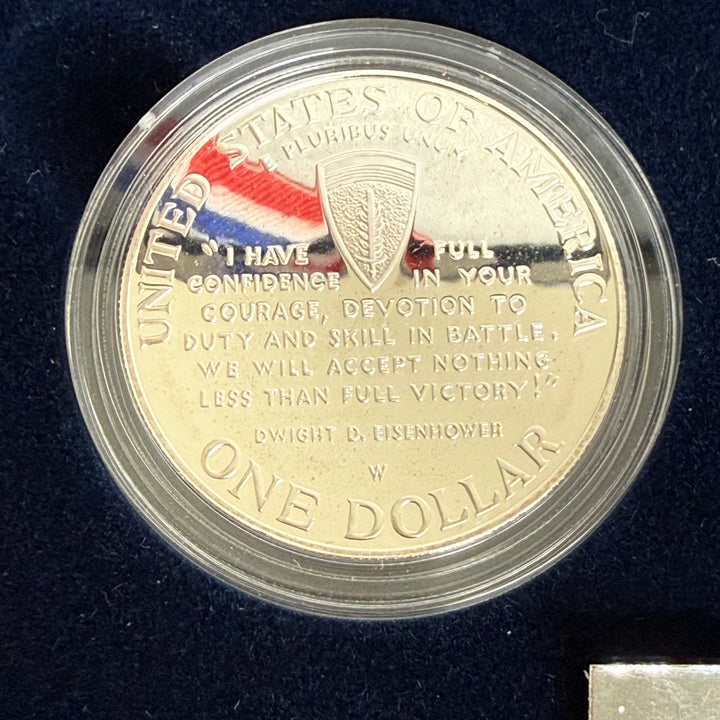 UNITED STATES OF AMERICA
E PLURIBUS UNUM
"I HAVE FULL
CONFIDENCE IN YOUR
COURAGE, DEVOTION TO
DUTY AND SKILL IN BATTLE.
WE WILL ACCEPT NOTHING
LESS THAN FULL VICTORY!"
DWIGHT D. EISENHOWER
W
ONE DOLLAR